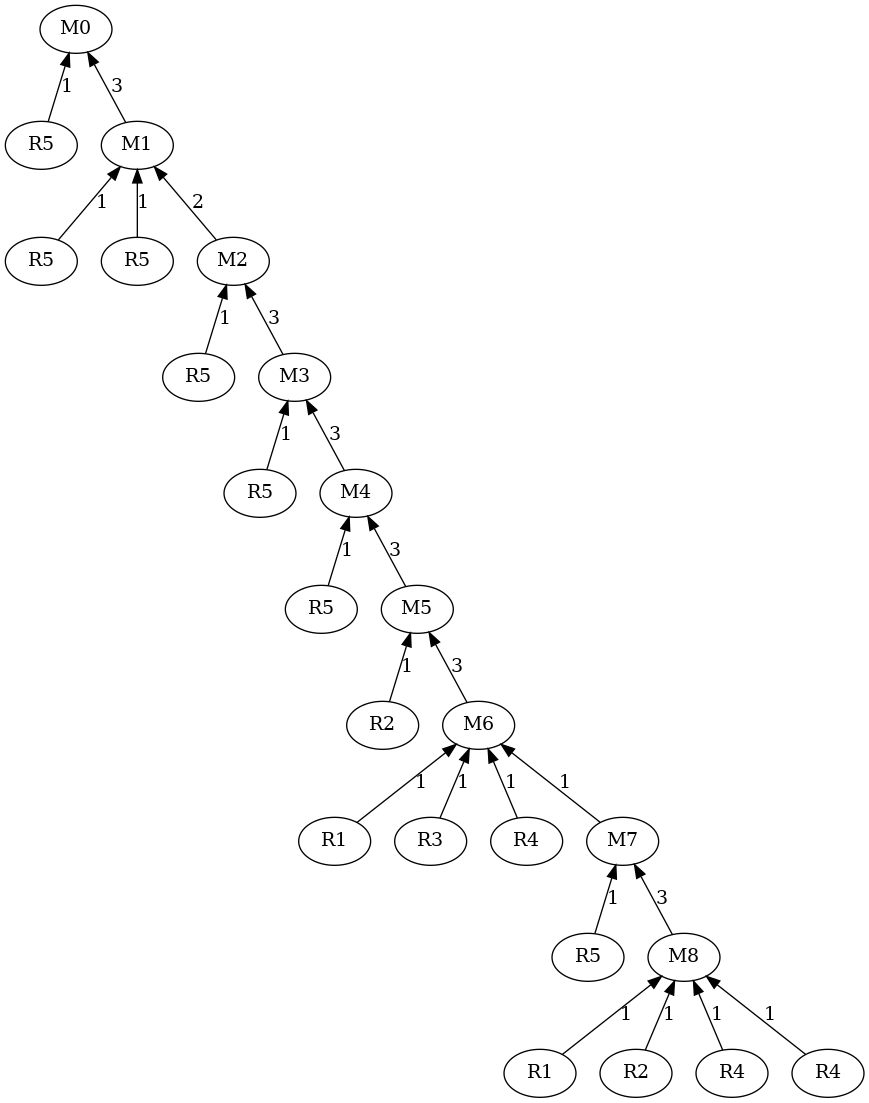 M0
1 3
R5 M1
1 1 2
R5 R5 M2
1 3
R5 M3
1 3
R5 M4
1 3
R5 M5
1 3
R2 M6
1 1 1 1
R1 R3 R4 M7
1 3
R5 M8
1 1 1 1
R1 R2 R4 R4